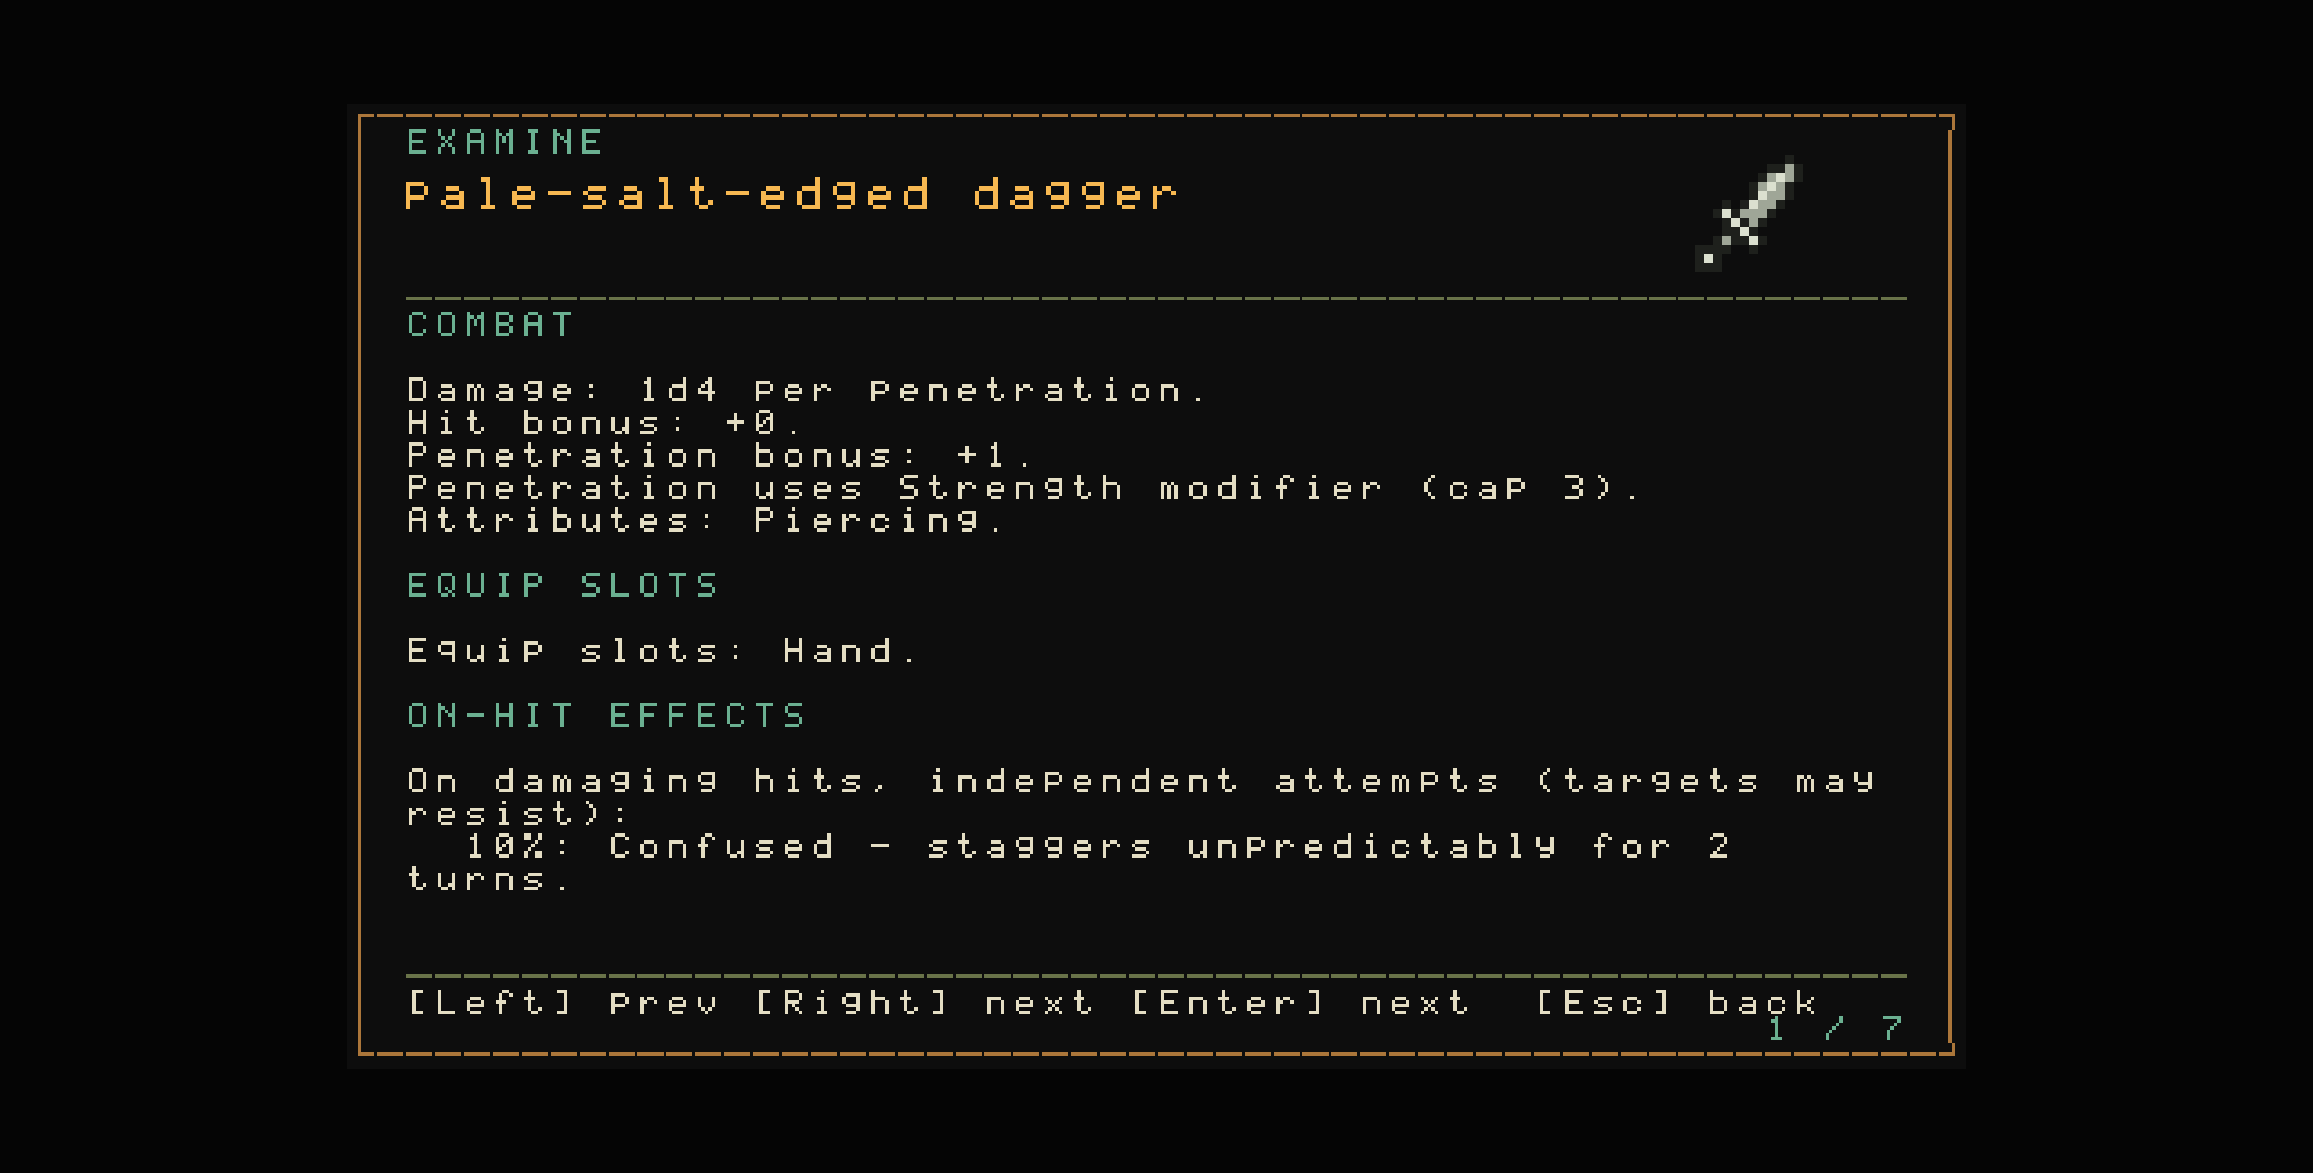 EXAMINE
Pale-salt-edged dagger
COMBAT
Damage: 1d4 per penetration.
Hit bonus: +0.
Penetration bonus: +1.
Penetration uses Strength modifier (cap 3).
Attributes: Piercing.
EQUIP SLOTS
Equip slots: Hand.
ON-HIT EFFECTS
On damaging hits, independent attempts (targets may
resist):
10%: Confused - staggers unpredictably for 2
turns.
[Left] prev [Right] next [Enter] next [Esc] back
1 / 7